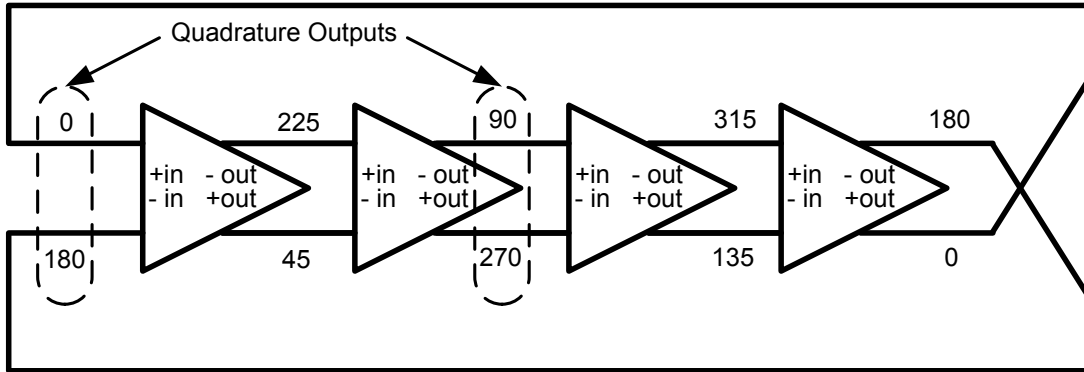 Quadrature Outputs
0 225 90 315 180
+in - out +in - out +in - out +in - out
- in +out - in +out - in +out - in +out
180 45 270 135 0